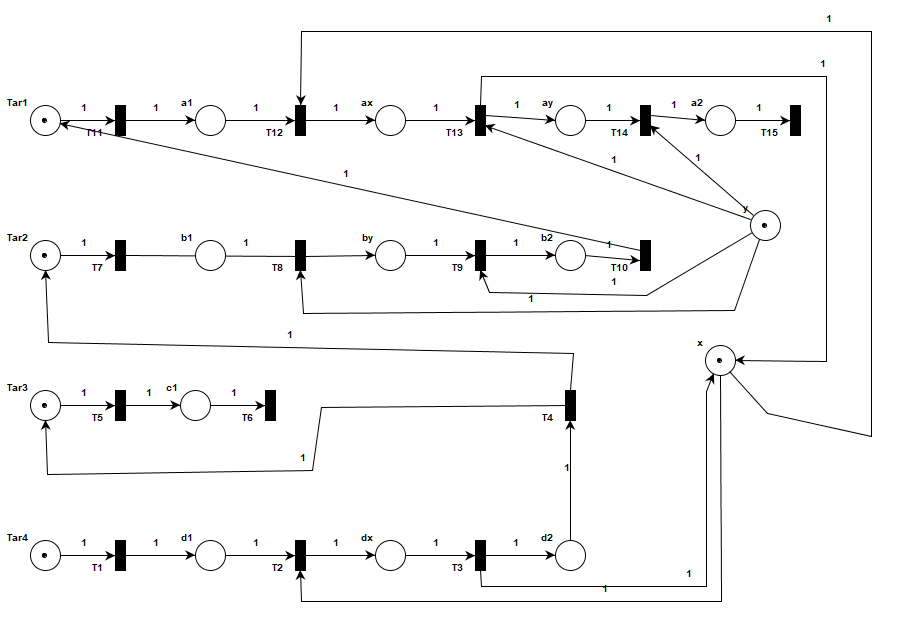 1
1
Tar1 1 1 a1 1 1 ax 1 1 ay 1 1 a2 1
T11 T12 T13 T14 T15
1 1 1
y
Tar2 1 b1 1 by 1 1 b2 1
T7 T8 T9 T10
1
1
1
x
Tar3 1 1 c1 1
T5 T6 T4
1 1
Tar4 1 1 d1 1 1 dx 1 1 d2
T1 T2 T3
1
1